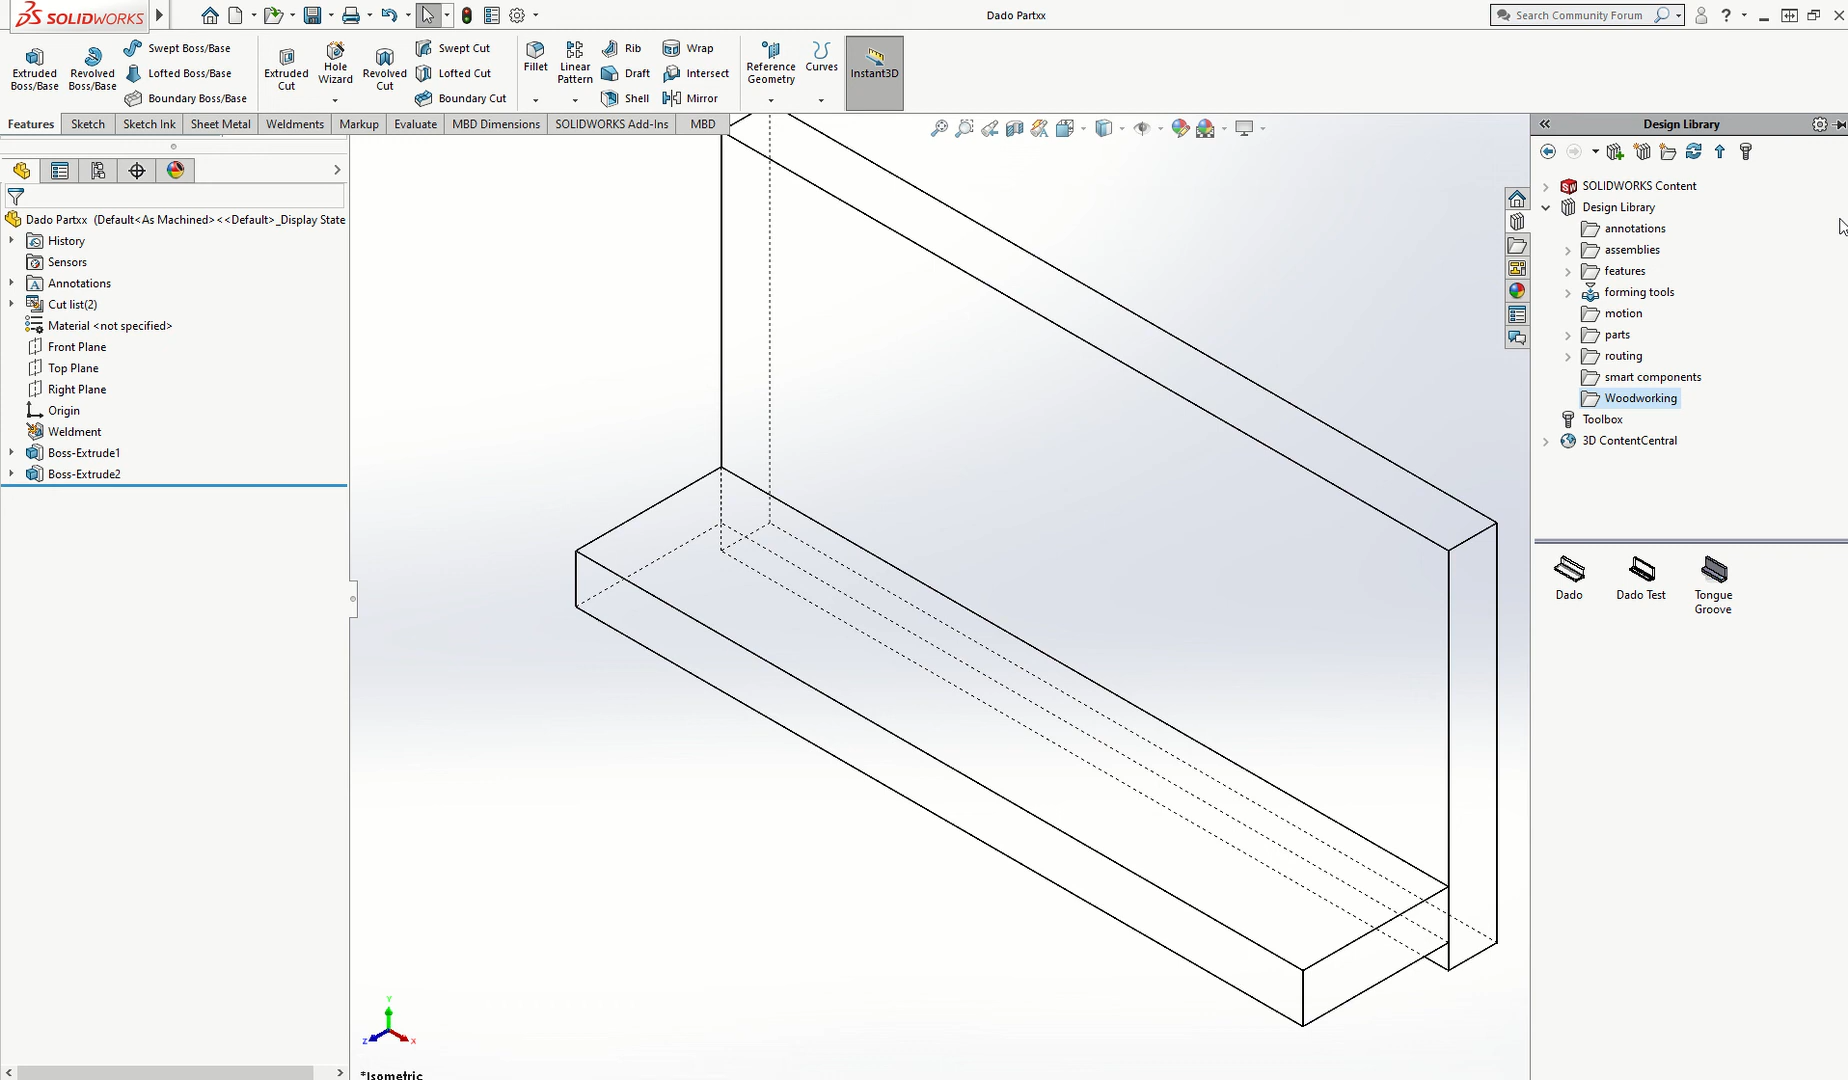 SOLIDWORKS
Dado Partxx
Search Community Forum
?
Extruded
Boss/Base
Revolved
Boss/Base
Swept Boss/Base
Lofted Boss/Base
Boundary Boss/Base
Extruded
Cut
Hole
Wizard
Revolved
Cut
Swept Cut
Lofted Cut
Boundary Cut
Fillet
Linear
Pattern
Rib
Draft
Shell
Wrap
Intersect
Mirror
Reference
Geometry
Curves
Instant3D
Features Sketch Sketch Ink Sheet Metal Weldments Markup Evaluate MBD Dimensions SOLIDWORKS Add-Ins MBD
Dado Partxx (Default<As Machined><<Default>_Display State
History
Sensors
Annotations
Cut list(2)
Material <not specified>
Front Plane
Top Plane
Right Plane
Origin
Weldment
Boss-Extrude1
Boss-Extrude2
Y
Z
X
*Isometric
Design Library
SOLIDWORKS Content
Design Library
annotations
assemblies
features
forming tools
motion
parts
routing
smart components
Woodworking
Toolbox
3D ContentCentral
Dado
Dado Test
Tongue
Groove